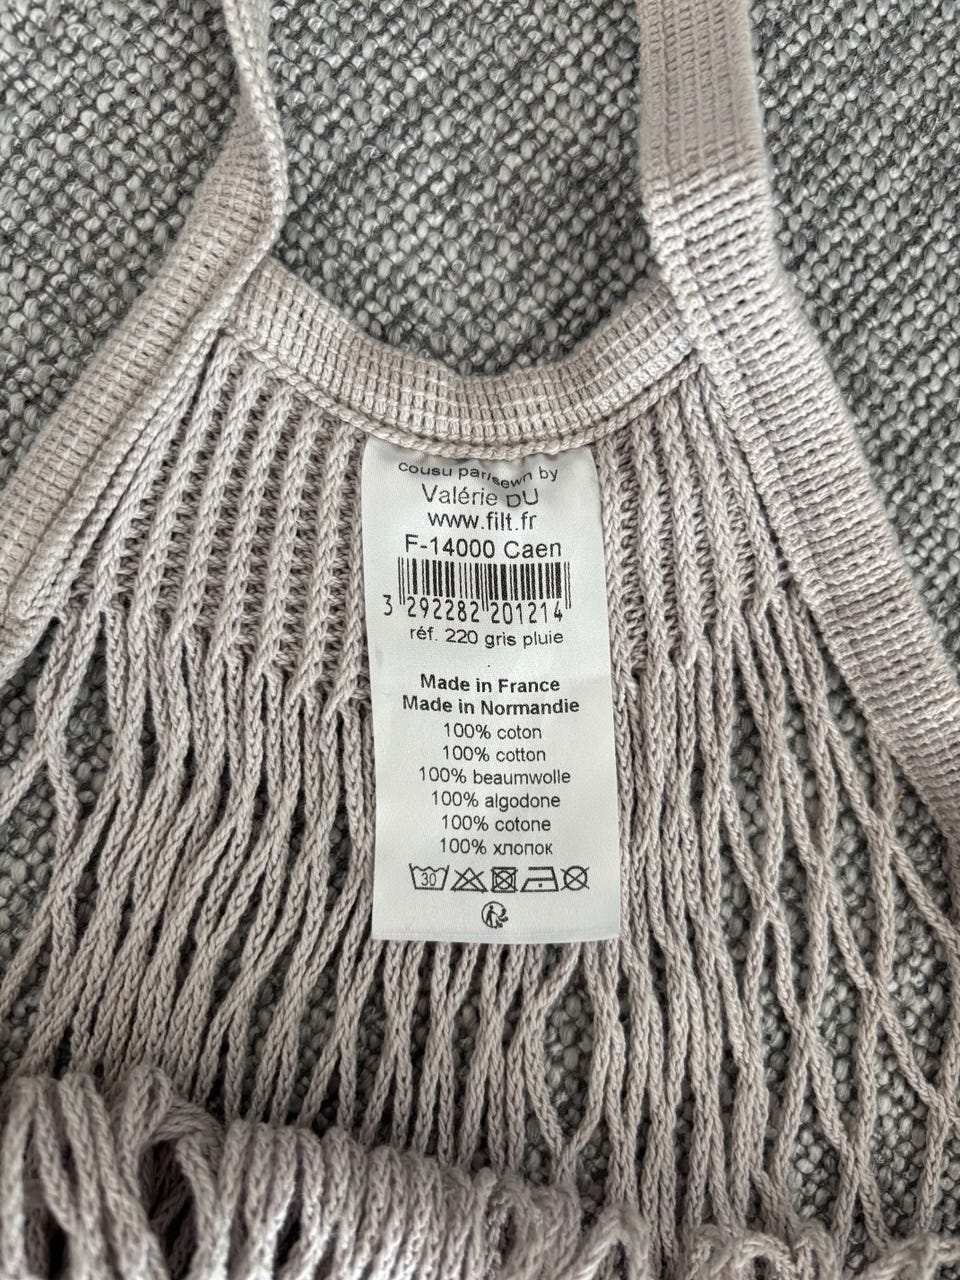 cousu par/sewn by
Valérie DU
www.filt.fr
F-14000 Caen
3 292282 201214
réf. 220 gris pluie
Made in France
Made in Normandie
100% coton
100% cotton
100% beaumwolle
100% algodone
100% cotone
100% хлопок
30